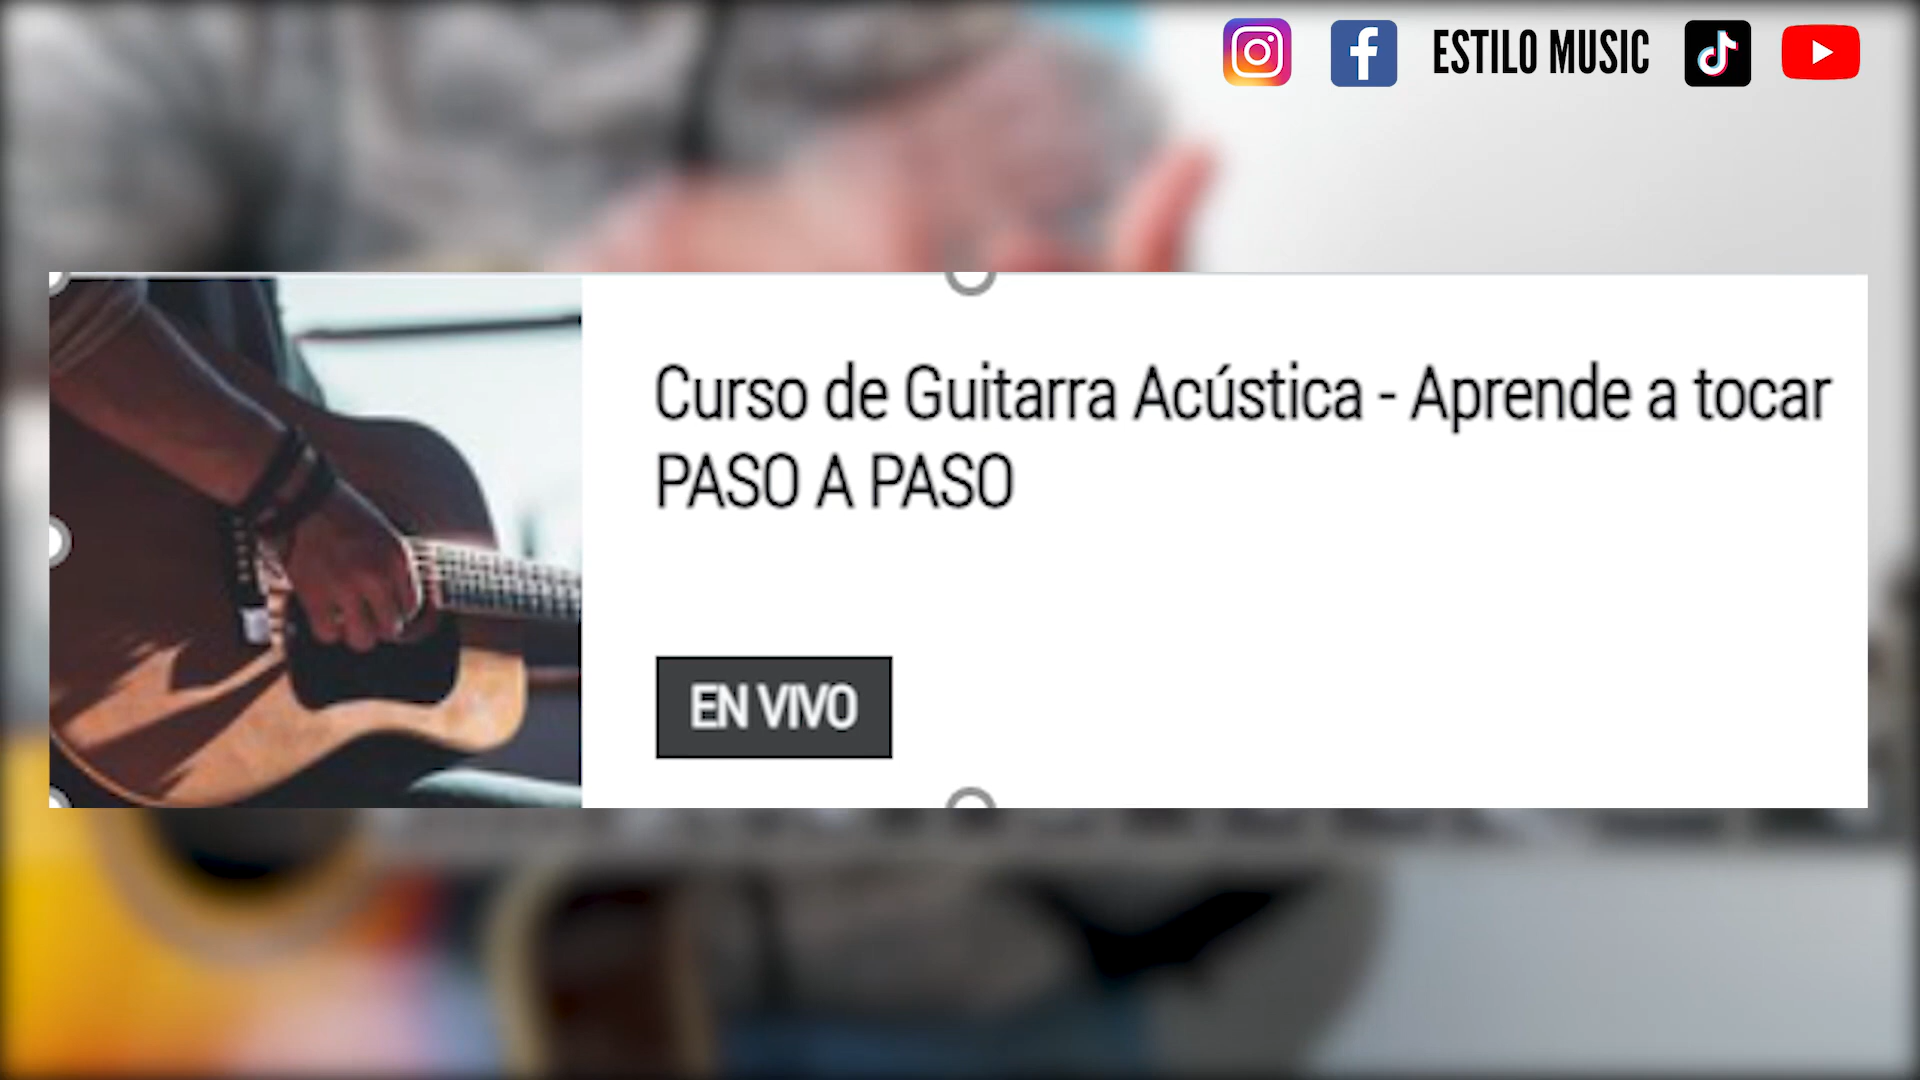 ESTILO MUSIC
Curso de Guitarra Acústica - Aprende a tocar
PASO A PASO
EN VIVO